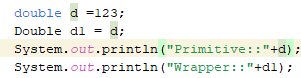 double d =123;
Double d1 = d;
System.out.println("Primitive::"+d);
System.out.println("Wrapper::"+d1);